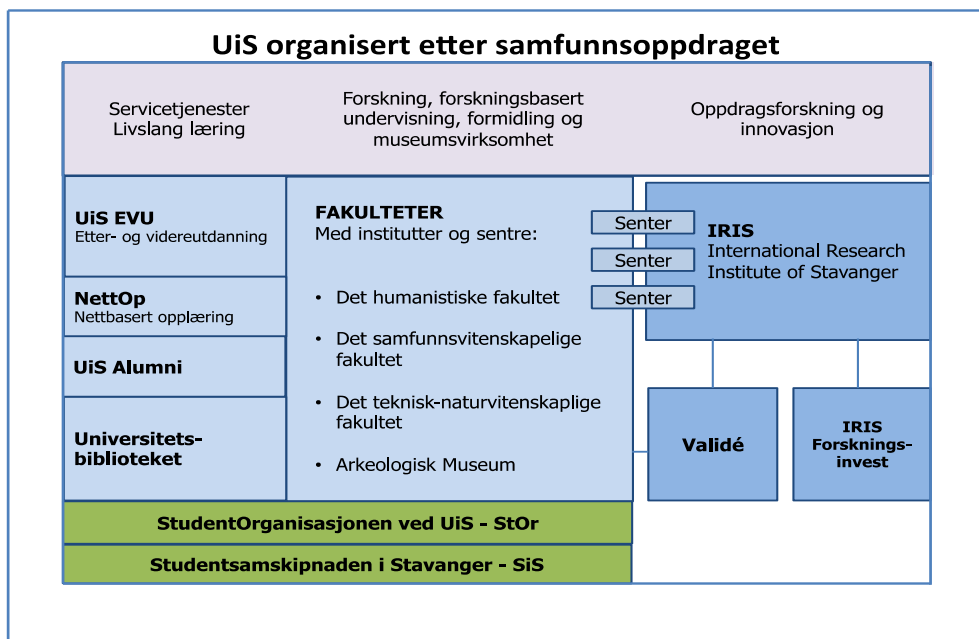 UiS organisert etter samfunnsoppdraget
Servicetjenester
Livslang læring
Forskning, forskningsbasert
undervisning, formidling og
museumsvirksomhet
Oppdragsforskning og
innovasjon
UiS EVU
Etter- og videreutdanning
NettOp
Nettbasert opplæring
UiS Alumni
Universitets-
biblioteket
FAKULTETER
Med institutter og sentre:
• Det humanistiske fakultet
• Det samfunnsvitenskapelige
fakultet
• Det teknisk-naturvitenskaplige
fakultet
• Arkeologisk Museum
Senter
Senter
Senter
IRIS
International Research
Institute of Stavanger
Validé
IRIS
Forsknings-
invest
StudentOrganisasjonen ved UiS - StOr
Studentsamskipnaden i Stavanger - SiS